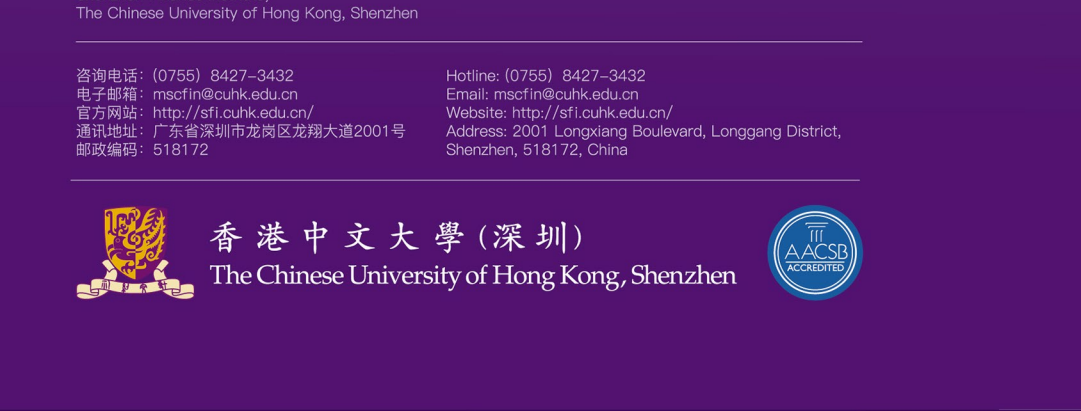 The Chinese University of Hong Kong, Shenzhen
咨询电话：(0755) 8427-3432
电子邮箱：mscfin@cuhk.edu.cn
官方网站：http://sfi.cuhk.edu.cn/
通讯地址：广东省深圳市龙岗区龙翔大道2001号
邮政编码：518172
Hotline: (0755) 8427-3432
Email: mscfin@cuhk.edu.cn
Website: http://sfi.cuhk.edu.cn/
Address: 2001 Longxiang Boulevard, Longgang District,
Shenzhen, 518172, China
香港中文大學(深圳)
The Chinese University of Hong Kong, Shenzhen
AACSB
ACCREDITED